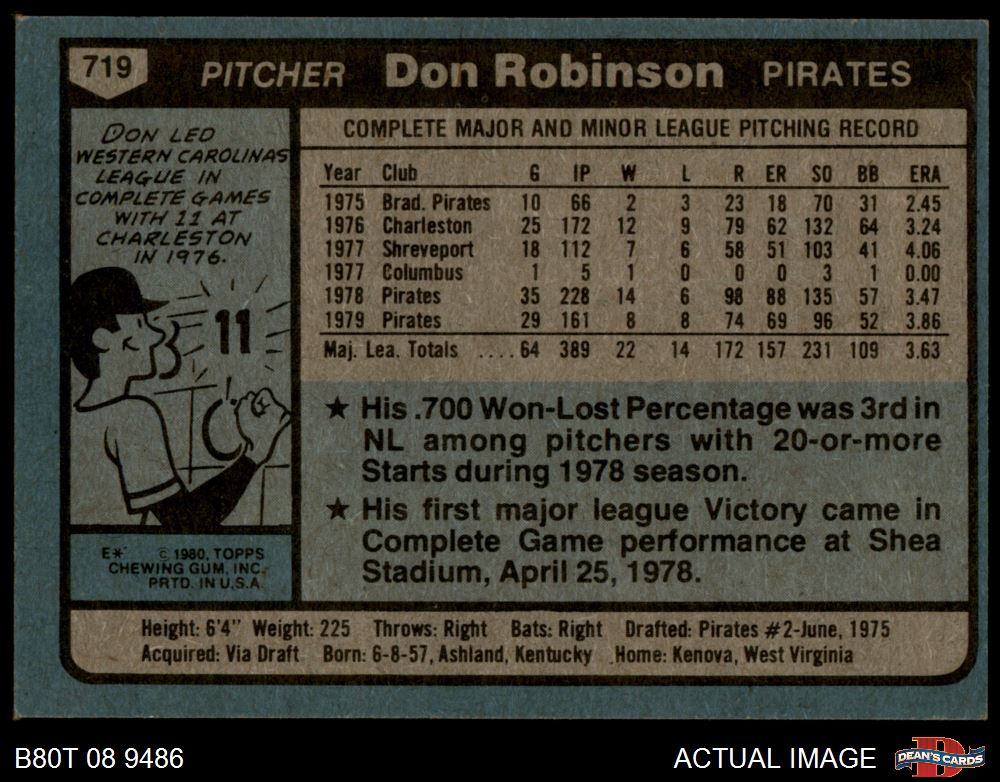 719
PITCHER Don Robinson PIRATES
DON LED
WESTERN CAROLINAS
LEAGUE IN
COMPLETE GAMES
WITH 11 AT
CHARLESTON
IN 1976.
11
E* © 1980, TOPPS
CHEWING GUM, INC.
PRTD. IN U.S.A.
COMPLETE MAJOR AND MINOR LEAGUE PITCHING RECORD
Year Club G IP W L R ER SO BB ERA
1975 Brad. Pirates 10 66 2 3 23 18 70 31 2.45
1976 Charleston 25 172 12 9 79 62 132 64 3.24
1977 Shreveport 18 112 7 6 58 51 103 41 4.06
1977 Columbus 1 5 1 0 0 0 3 1 0.00
1978 Pirates 35 228 14 6 98 88 135 57 3.47
1979 Pirates 29 161 8 8 74 69 96 52 3.86
Maj. Lea. Totals ....64 389 22 14 172 157 231 109 3.63
★ His .700 Won-Lost Percentage was 3rd in
NL among pitchers with 20-or-more
Starts during 1978 season.
★ His first major league Victory came in
Complete Game performance at Shea
Stadium, April 25, 1978.
Height: 6'4" Weight: 225 Throws: Right Bats: Right Drafted: Pirates #2-June, 1975
Acquired: Via Draft Born: 6-8-57, Ashland, Kentucky Home: Kenova, West Virginia
B80T 08 9486 ACTUAL IMAGE
D
DEAN'S CARDS